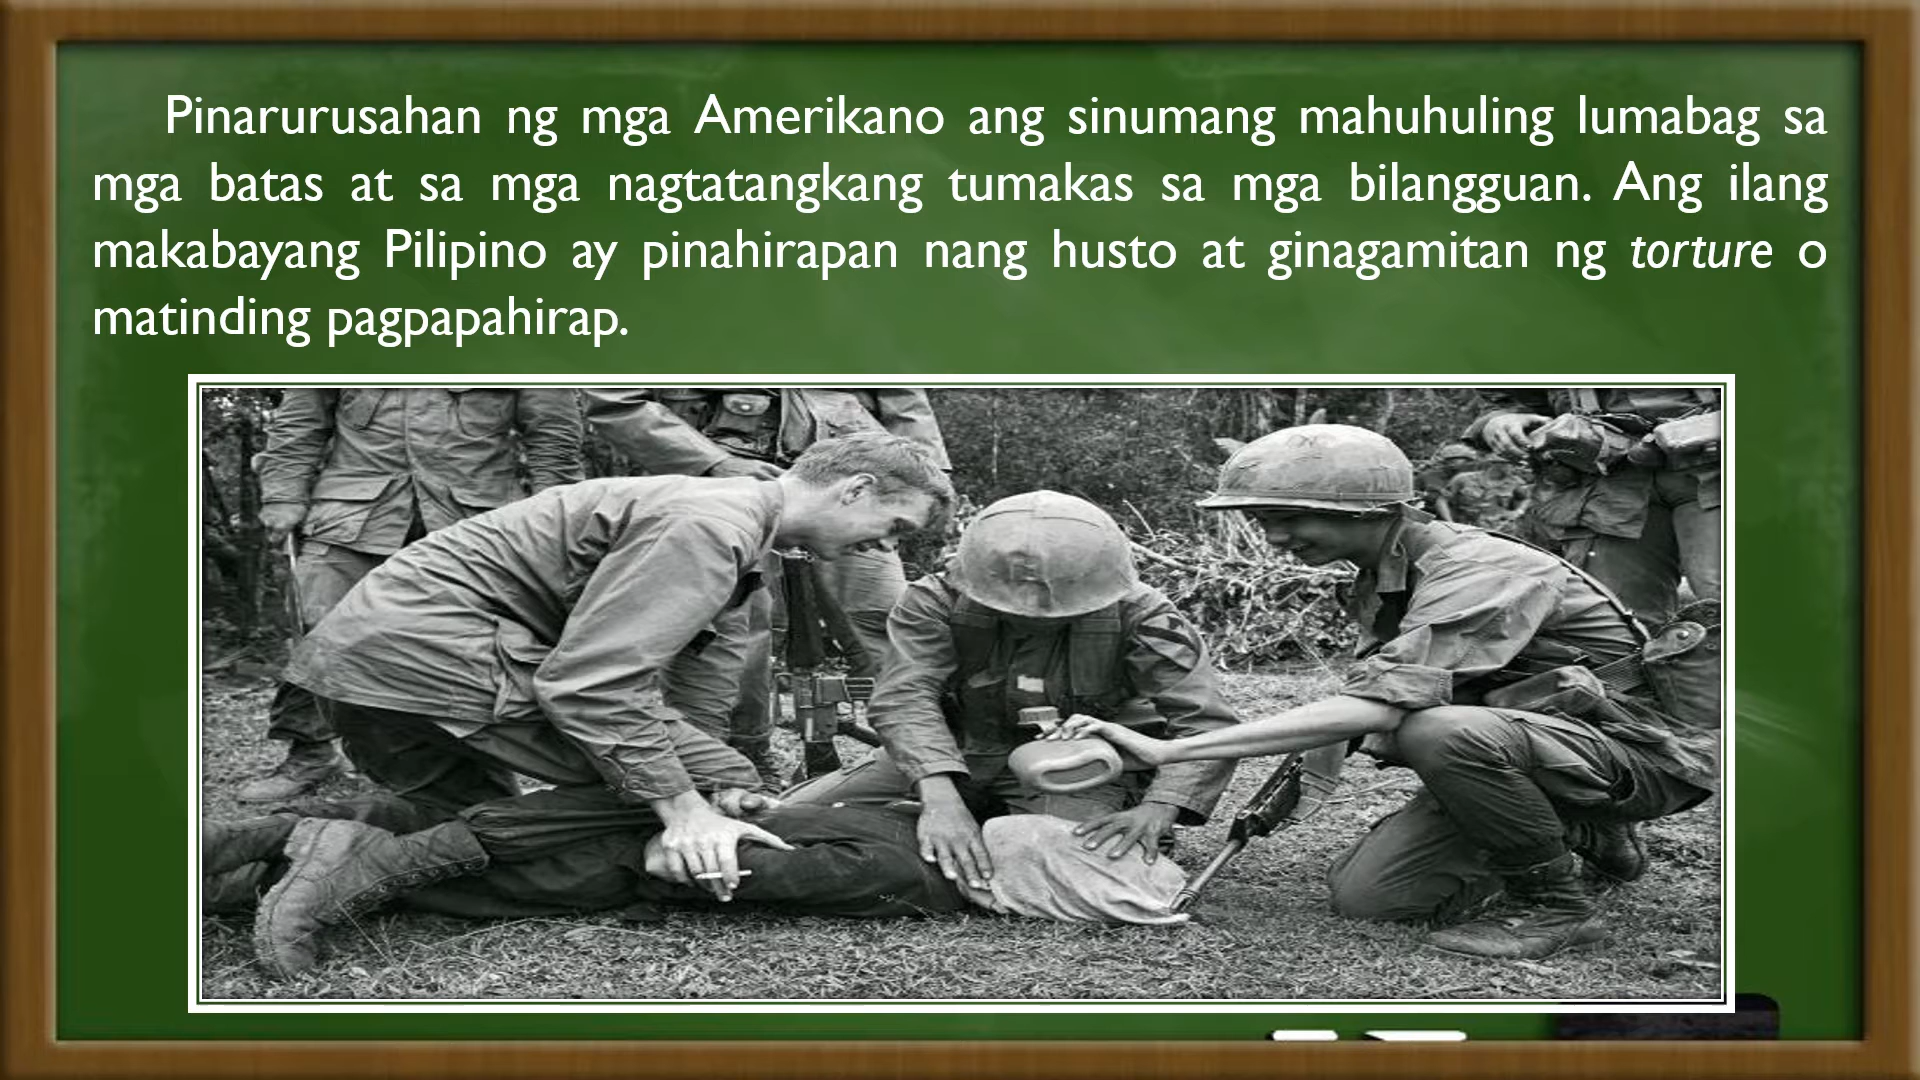 Pinarurusahan ng mga Amerikano ang sinumang mahuhuling lumabag sa
mga batas at sa mga nagtatangkang tumakas sa mga bilangguan. Ang ilang
makabayang Pilipino ay pinahirapan nang husto at ginagamitan ng torture o
matinding pagpapahirap.